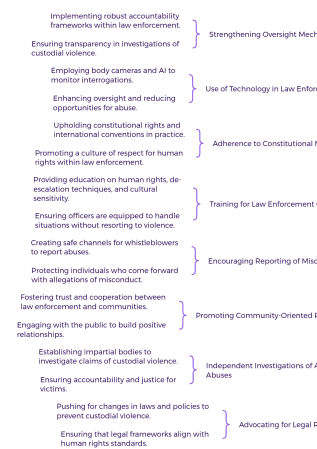 Implementing robust accountability
frameworks within law enforcement.
Ensuring transparency in investigations of
custodial violence.
Strengthening Oversight
Employing body cameras and AI to
monitor interrogations.
Enhancing oversight and reducing
opportunities for abuse.
Use of Technology in Law
Upholding constitutional rights and
international conventions in practice.
Promoting a culture of respect for human
rights within law enforcement.
Adherence to Constitutional
Providing education on human rights, de-
escalation techniques, and cultural
sensitivity.
Ensuring officers are equipped to handle
situations without resorting to violence.
Training for Law Enforcement
Creating safe channels for whistleblowers
to report abuses.
Protecting individuals who come forward
with allegations of misconduct.
Encouraging Reporting of
Fostering trust and cooperation between
law enforcement and communities.
Engaging with the public to build positive
relationships.
Promoting Community-Oriented
Establishing impartial bodies to
investigate claims of custodial violence.
Ensuring accountability and justice for
victims.
Independent Investigations of
Abuses
Pushing for changes in laws and policies to
prevent custodial violence.
Ensuring that legal frameworks align with
human rights standards.
Advocating for Legal